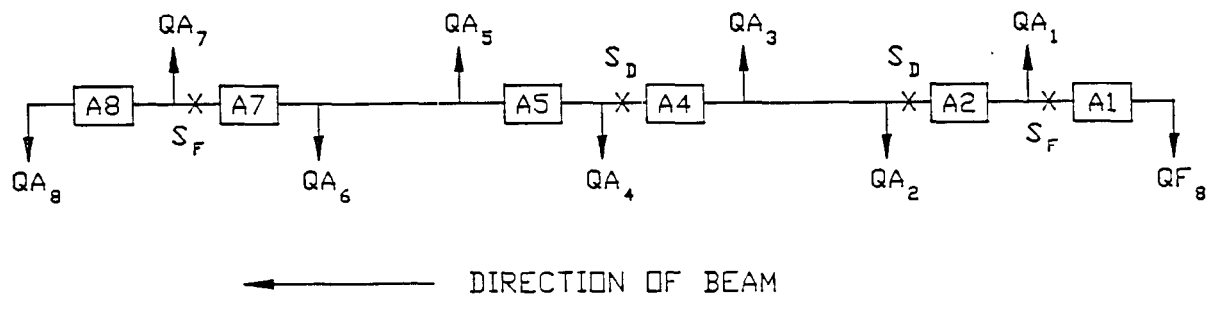 QA7 QA5 QA3 QA1
SD SD
A8 A7 A5 A4 A2 A1
SF SF
QA8 QA6 QA4 QA2 QF8
DIRECTION OF BEAM